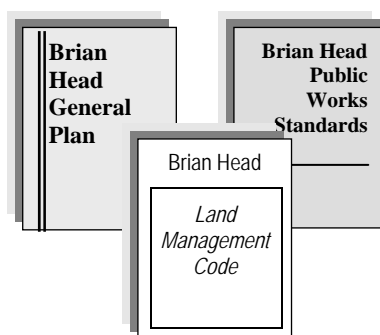 Brian
Head
General
Plan
Brian Head
Public
Works
Standards
Brian Head
Land
Management
Code